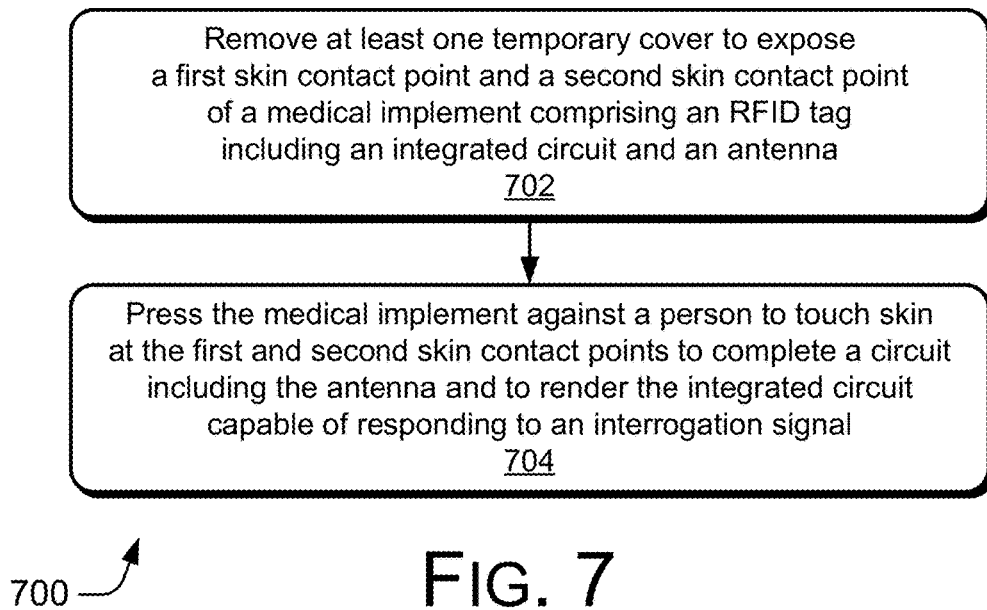 Remove at least one temporary cover to expose
a first skin contact point and a second skin contact point
of a medical implement comprising an RFID tag
including an integrated circuit and an antenna
702
Press the medical implement against a person to touch skin
at the first and second skin contact points to complete a circuit
including the antenna and to render the integrated circuit
capable of responding to an interrogation signal
704
700
FIG. 7